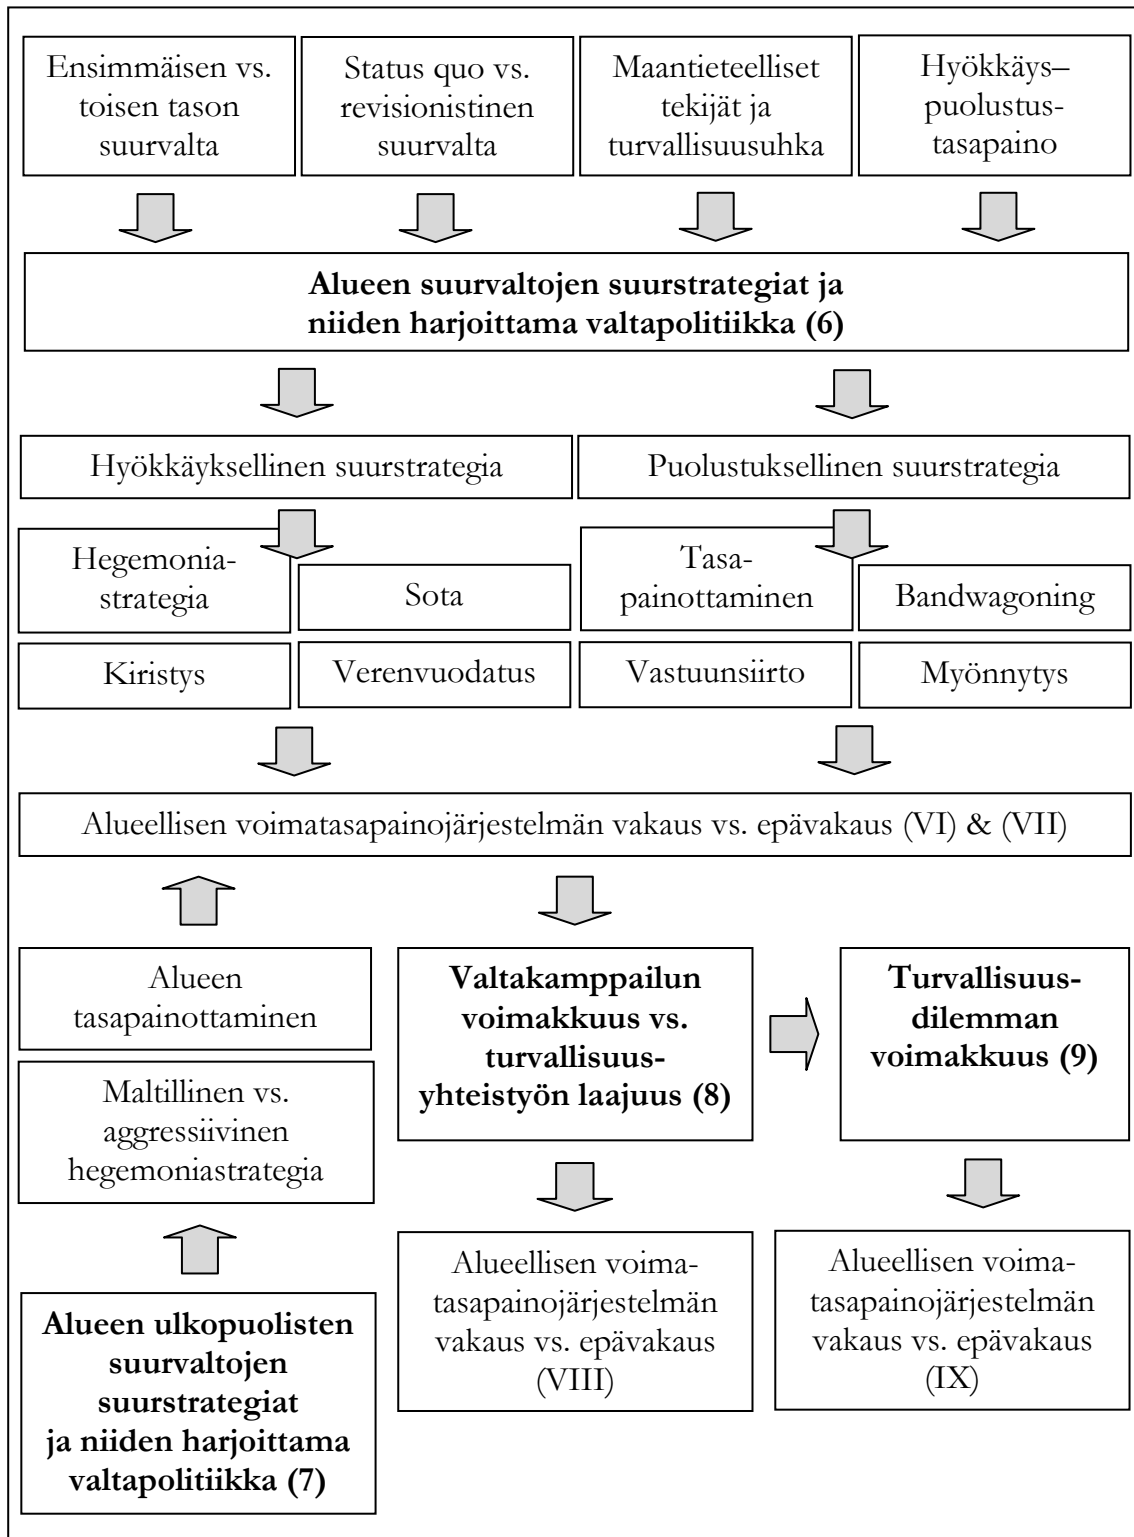 Ensimmäisen vs.
toisen tason
suurvalta
Status quo vs.
revisionistinen
suurvalta
Maantieteelliset
tekijät ja
turvallisuusuhka
Hyökkäys–
puolustus-
tasapaino
Alueen suurvaltojen suurstrategiat ja
niiden harjoittama valtapolitiikka (6)
Hyökkäyksellinen suurstrategia
Puolustuksellinen suurstrategia
Hegemonia-
strategia
Sota
Tasa-
painottaminen
Bandwagoning
Kiristys
Verenvuodatus
Vastuunsiirto
Myönnytys
Alueellisen voimatasapainojärjestelmän vakaus vs. epävakaus (VI) & (VII)
Alueen
tasapainottaminen
Maltillinen vs.
aggressiivinen
hegemoniastrategia
Valtakamppailun
voimakkuus vs.
turvallisuus-
yhteistyön laajuus (8)
Turvallisuus-
dilemman
voimakkuus (9)
Alueen ulkopuolisten
suurvaltojen
suurstrategiat
ja niiden harjoittama
valtapolitiikka (7)
Alueellisen voima-
tasapainojärjestelmän
vakaus vs. epävakaus
(VIII)
Alueellisen voima-
tasapainojärjestelmän
vakaus vs. epävakaus
(IX)